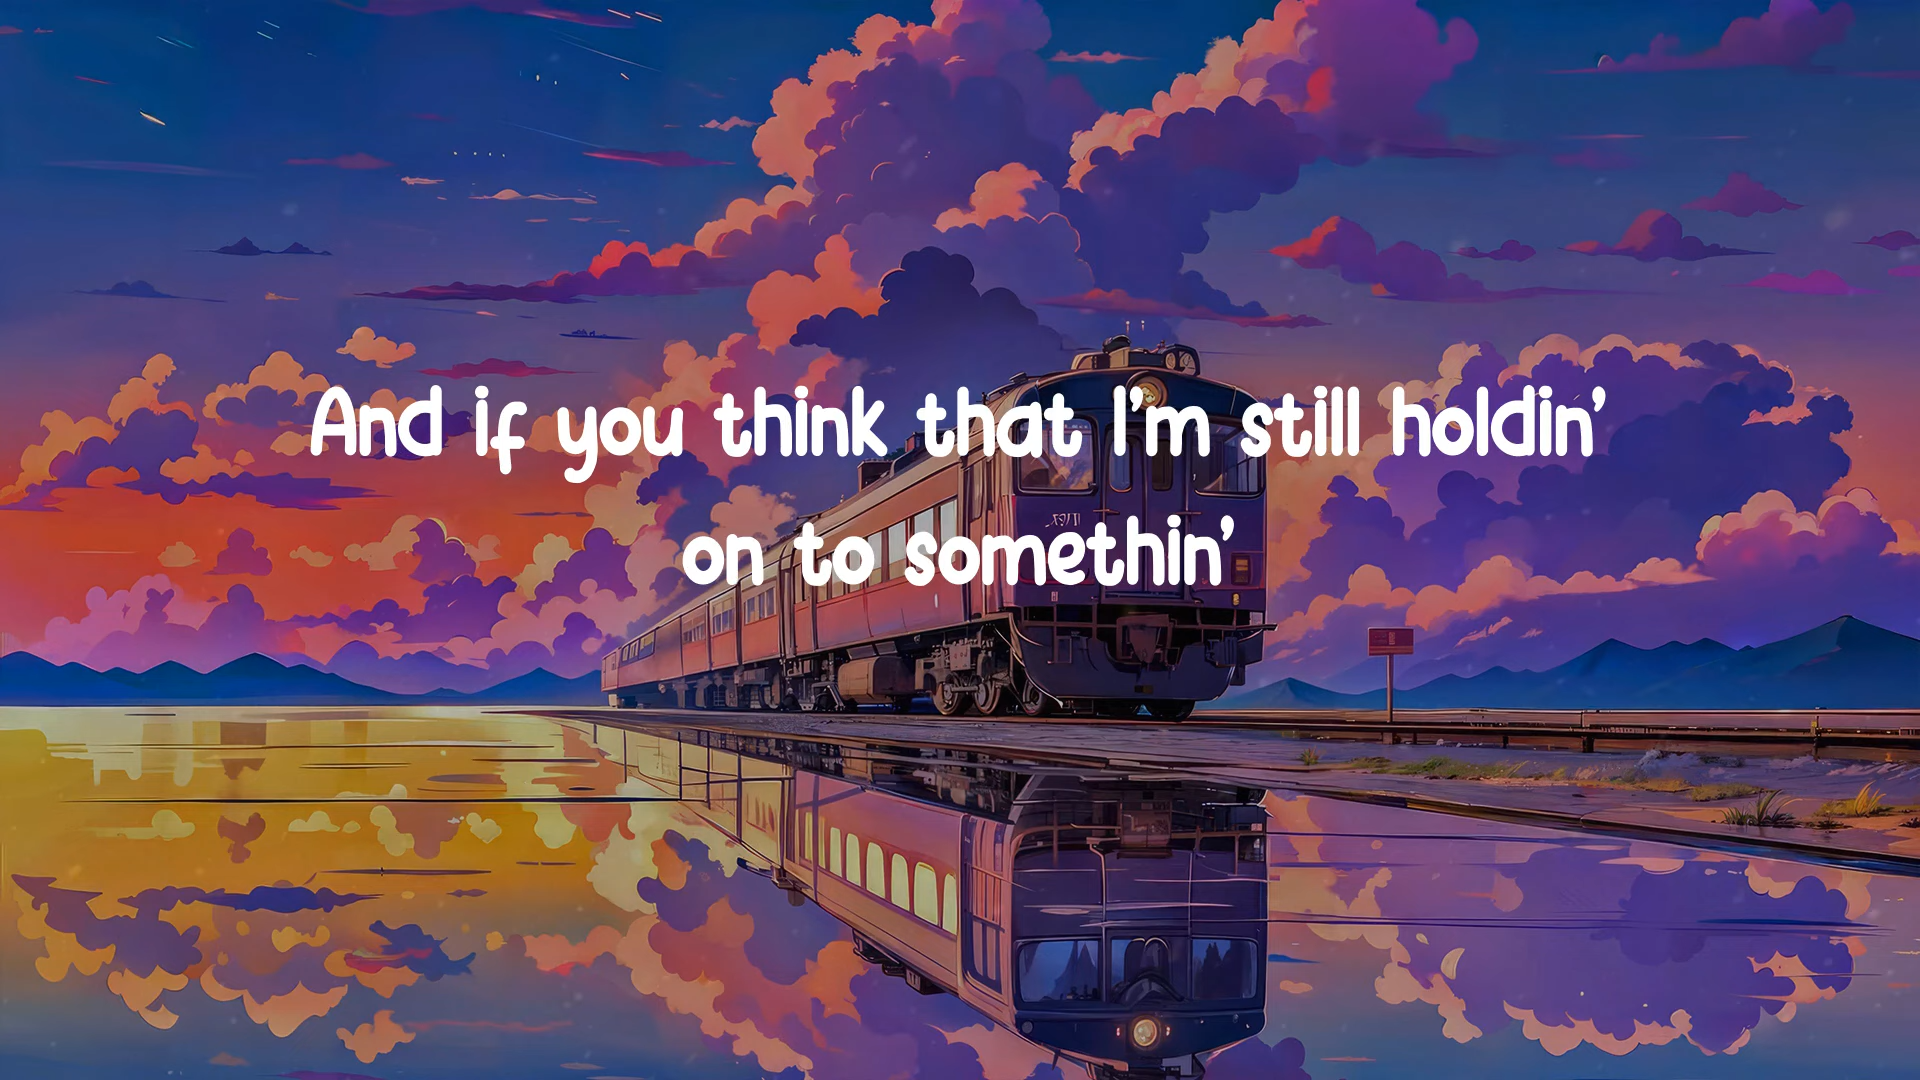 And if you think that I'm still holdin'
on to somethin'